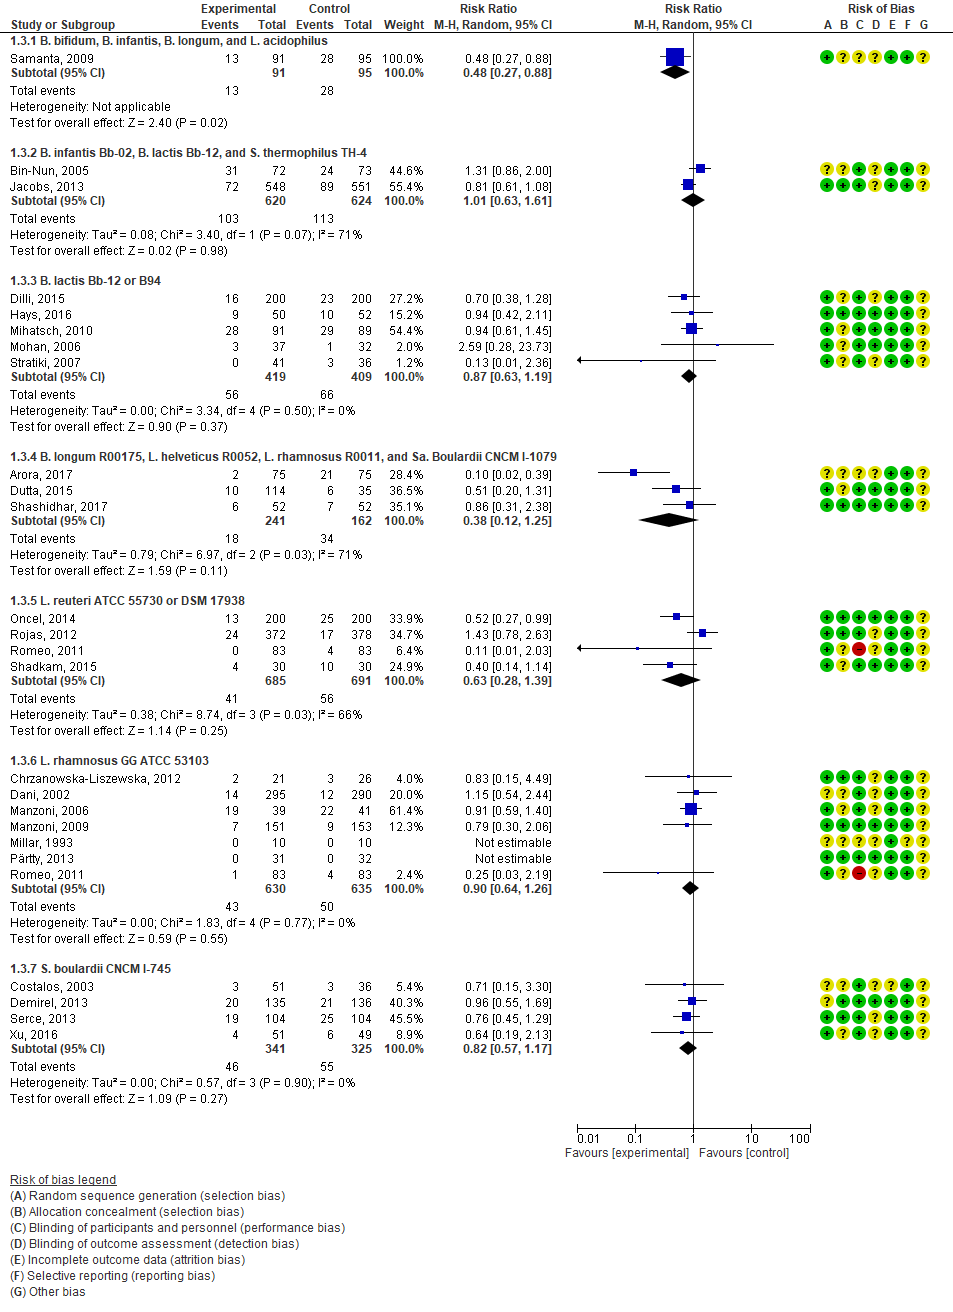 Experimental Control Risk Ratio Risk Ratio Risk of Bias
Study or Subgroup Events Total Events Total Weight M-H, Random, 95% CI M-H, Random, 95% CI A B C D E F G
1.3.1 B. bifidum, B. infantis, B. longum, and L. acidophilus
Samanta, 2009 13 91 28 95 100.0% 0.48 [0.27, 0.88] + ? ? ? + + ?
Subtotal (95% CI) 91 95 100.0% 0.48 [0.27, 0.88]
Total events 13 28
Heterogeneity: Not applicable
Test for overall effect: Z = 2.40 (P = 0.02)
1.3.2 B. infantis Bb-02, B. lactis Bb-12, and S. thermophilus TH-4
Bin-Nun, 2005 31 72 24 73 44.6% 1.31 [0.86, 2.00] ? ? + ? + + ?
Jacobs, 2013 72 548 89 551 55.4% 0.81 [0.61, 1.08] + + + ? + + ?
Subtotal (95% CI) 620 624 100.0% 1.01 [0.63, 1.61]
Total events 103 113
Heterogeneity: Tau² = 0.08; Chi² = 3.40, df = 1 (P = 0.07); I² = 71%
Test for overall effect: Z = 0.02 (P = 0.98)
1.3.3 B. lactis Bb-12 or B94
Dilli, 2015 16 200 23 200 27.2% 0.70 [0.38, 1.28] + ? + ? + + ?
Hays, 2016 9 50 10 52 15.2% 0.94 [0.42, 2.11] + + + + + + ?
Mihatsch, 2010 28 91 29 89 54.4% 0.94 [0.61, 1.45] + ? + + + + ?
Mohan, 2006 3 37 1 32 2.0% 2.59 [0.28, 23.73] + ? + + + + ?
Stratiki, 2007 0 41 3 36 1.2% 0.13 [0.01, 2.36] + ? + ? + + ?
Subtotal (95% CI) 419 409 100.0% 0.87 [0.63, 1.19]
Total events 56 66
Heterogeneity: Tau² = 0.00; Chi² = 3.34, df = 4 (P = 0.50); I² = 0%
Test for overall effect: Z = 0.90 (P = 0.37)
1.3.4 B. longum R00175, L. helveticus R0052, L. rhamnosus R0011, and Sa. Boulardii CNCM I-1079
Arora, 2017 2 75 21 75 28.4% 0.10 [0.02, 0.39] ? ? ? ? + + ?
Dutta, 2015 10 114 6 35 36.5% 0.51 [0.20, 1.31] + ? + + + + ?
Shashidhar, 2017 6 52 7 52 35.1% 0.86 [0.31, 2.38] + + + + + + ?
Subtotal (95% CI) 241 162 100.0% 0.38 [0.12, 1.25]
Total events 18 34
Heterogeneity: Tau² = 0.79; Chi² = 6.97, df = 2 (P = 0.03); I² = 71%
Test for overall effect: Z = 1.59 (P = 0.11)
1.3.5 L. reuteri ATCC 55730 or DSM 17938
Oncel, 2014 13 200 25 200 33.9% 0.52 [0.27, 0.99] + + + + + + ?
Rojas, 2012 24 372 17 378 34.7% 1.43 [0.78, 2.63] + + + ? + + ?
Romeo, 2011 0 83 4 83 6.4% 0.11 [0.01, 2.03] + ? − ? + + ?
Shadkam, 2015 4 30 10 30 24.9% 0.40 [0.14, 1.14] + ? + + + + ?
Subtotal (95% CI) 685 691 100.0% 0.63 [0.28, 1.39]
Total events 41 56
Heterogeneity: Tau² = 0.38; Chi² = 8.74, df = 3 (P = 0.03); I² = 66%
Test for overall effect: Z = 1.14 (P = 0.25)
1.3.6 L. rhamnosus GG ATCC 53103
Chrzanowska-Liszewska, 2012 2 21 3 26 4.0% 0.83 [0.15, 4.49] + + + ? + + ?
Dani, 2002 14 295 12 290 20.0% 1.15 [0.54, 2.44] ? ? + ? + + ?
Manzoni, 2006 19 39 22 41 61.4% 0.91 [0.59, 1.40] + ? + ? + + ?
Manzoni, 2009 7 151 9 153 12.3% 0.79 [0.30, 2.06] + + + + + + ?
Millar, 1993 0 10 0 10 Not estimable ? ? ? ? + ? ?
Pärtty, 2013 0 31 0 32 Not estimable + + + + + + ?
Romeo, 2011 1 83 4 83 2.4% 0.25 [0.03, 2.19] + ? − ? + + ?
Subtotal (95% CI) 630 635 100.0% 0.90 [0.64, 1.26]
Total events 43 50
Heterogeneity: Tau² = 0.00; Chi² = 1.83, df = 4 (P = 0.77); I² = 0%
Test for overall effect: Z = 0.59 (P = 0.55)
1.3.7 S. boulardii CNCM I-745
Costalos, 2003 3 51 3 36 5.4% 0.71 [0.15, 3.30] ? ? + ? ? + ?
Demirel, 2013 20 135 21 136 40.3% 0.96 [0.55, 1.69] ? + + + + + ?
Serce, 2013 19 104 25 104 45.5% 0.76 [0.45, 1.29] + + + ? + + ?
Xu, 2016 4 51 6 49 8.9% 0.64 [0.19, 2.13] + ? + ? + + ?
Subtotal (95% CI) 341 325 100.0% 0.82 [0.57, 1.17]
Total events 46 55
Heterogeneity: Tau² = 0.00; Chi² = 0.57, df = 3 (P = 0.90); I² = 0%
Test for overall effect: Z = 1.09 (P = 0.27)
0.01 0.1 1 10 100
Favours [experimental] Favours [control]
Risk of bias legend
(A) Random sequence generation (selection bias)
(B) Allocation concealment (selection bias)
(C) Blinding of participants and personnel (performance bias)
(D) Blinding of outcome assessment (detection bias)
(E) Incomplete outcome data (attrition bias)
(F) Selective reporting (reporting bias)
(G) Other bias